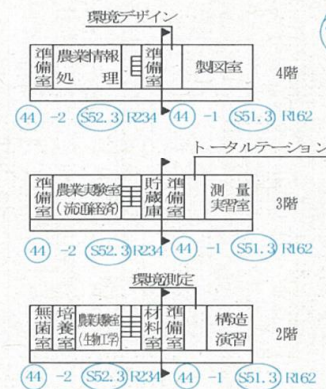 環境デザイン
準備室 農業情報処理 準備室 製図室 4階
44 -2 S52.3 R234 44 -1 S51.3 R162
トータルテーション
準備室 農業実験室(流通経済) 貯蔵庫 準備室 測量実習室 3階
44 -2 S52.3 R234 44 -1 S51.3 R162
環境測定
無菌室 培養室 農業実験室(生物工学) 材料室 準備室 構造演習 2階
44 -2 S52.3 R234 44 -1 S51.3 R162